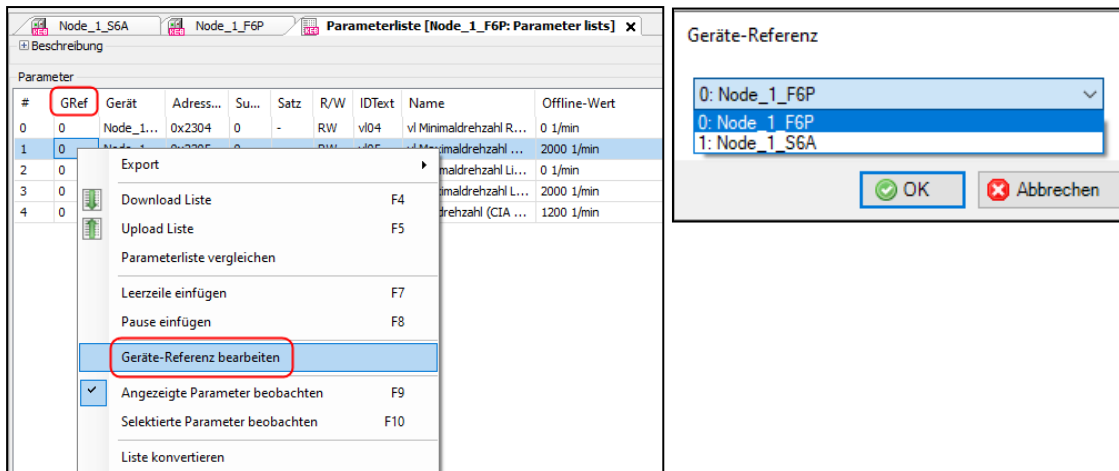 Node_1_S6A Node_1_F6P Parameterliste [Node_1_F6P: Parameter lists] x
Beschreibung
Parameter
# GRef Gerät Adress... Su... Satz R/W IDText Name Offline-Wert
0 0 Node_1... 0x2304 0 - RW vl04 vl Minimaldrehzahl R... 0 1/min
1 0 2000 1/min
2 0 maldrehzahl Li... 0 1/min
3 0 maldrehzahl L... 2000 1/min
4 0 drehzahl (CIA ... 1200 1/min
Export
Download Liste F4
Upload Liste F5
Parameterliste vergleichen
Leerzeile einfügen F7
Pause einfügen F8
Geräte-Referenz bearbeiten
Angezeigte Parameter beobachten F9
Selektierte Parameter beobachten F10
Liste konvertieren
Geräte-Referenz
0: Node_1_F6P
0: Node_1_F6P
1: Node_1_S6A
OK Abbrechen